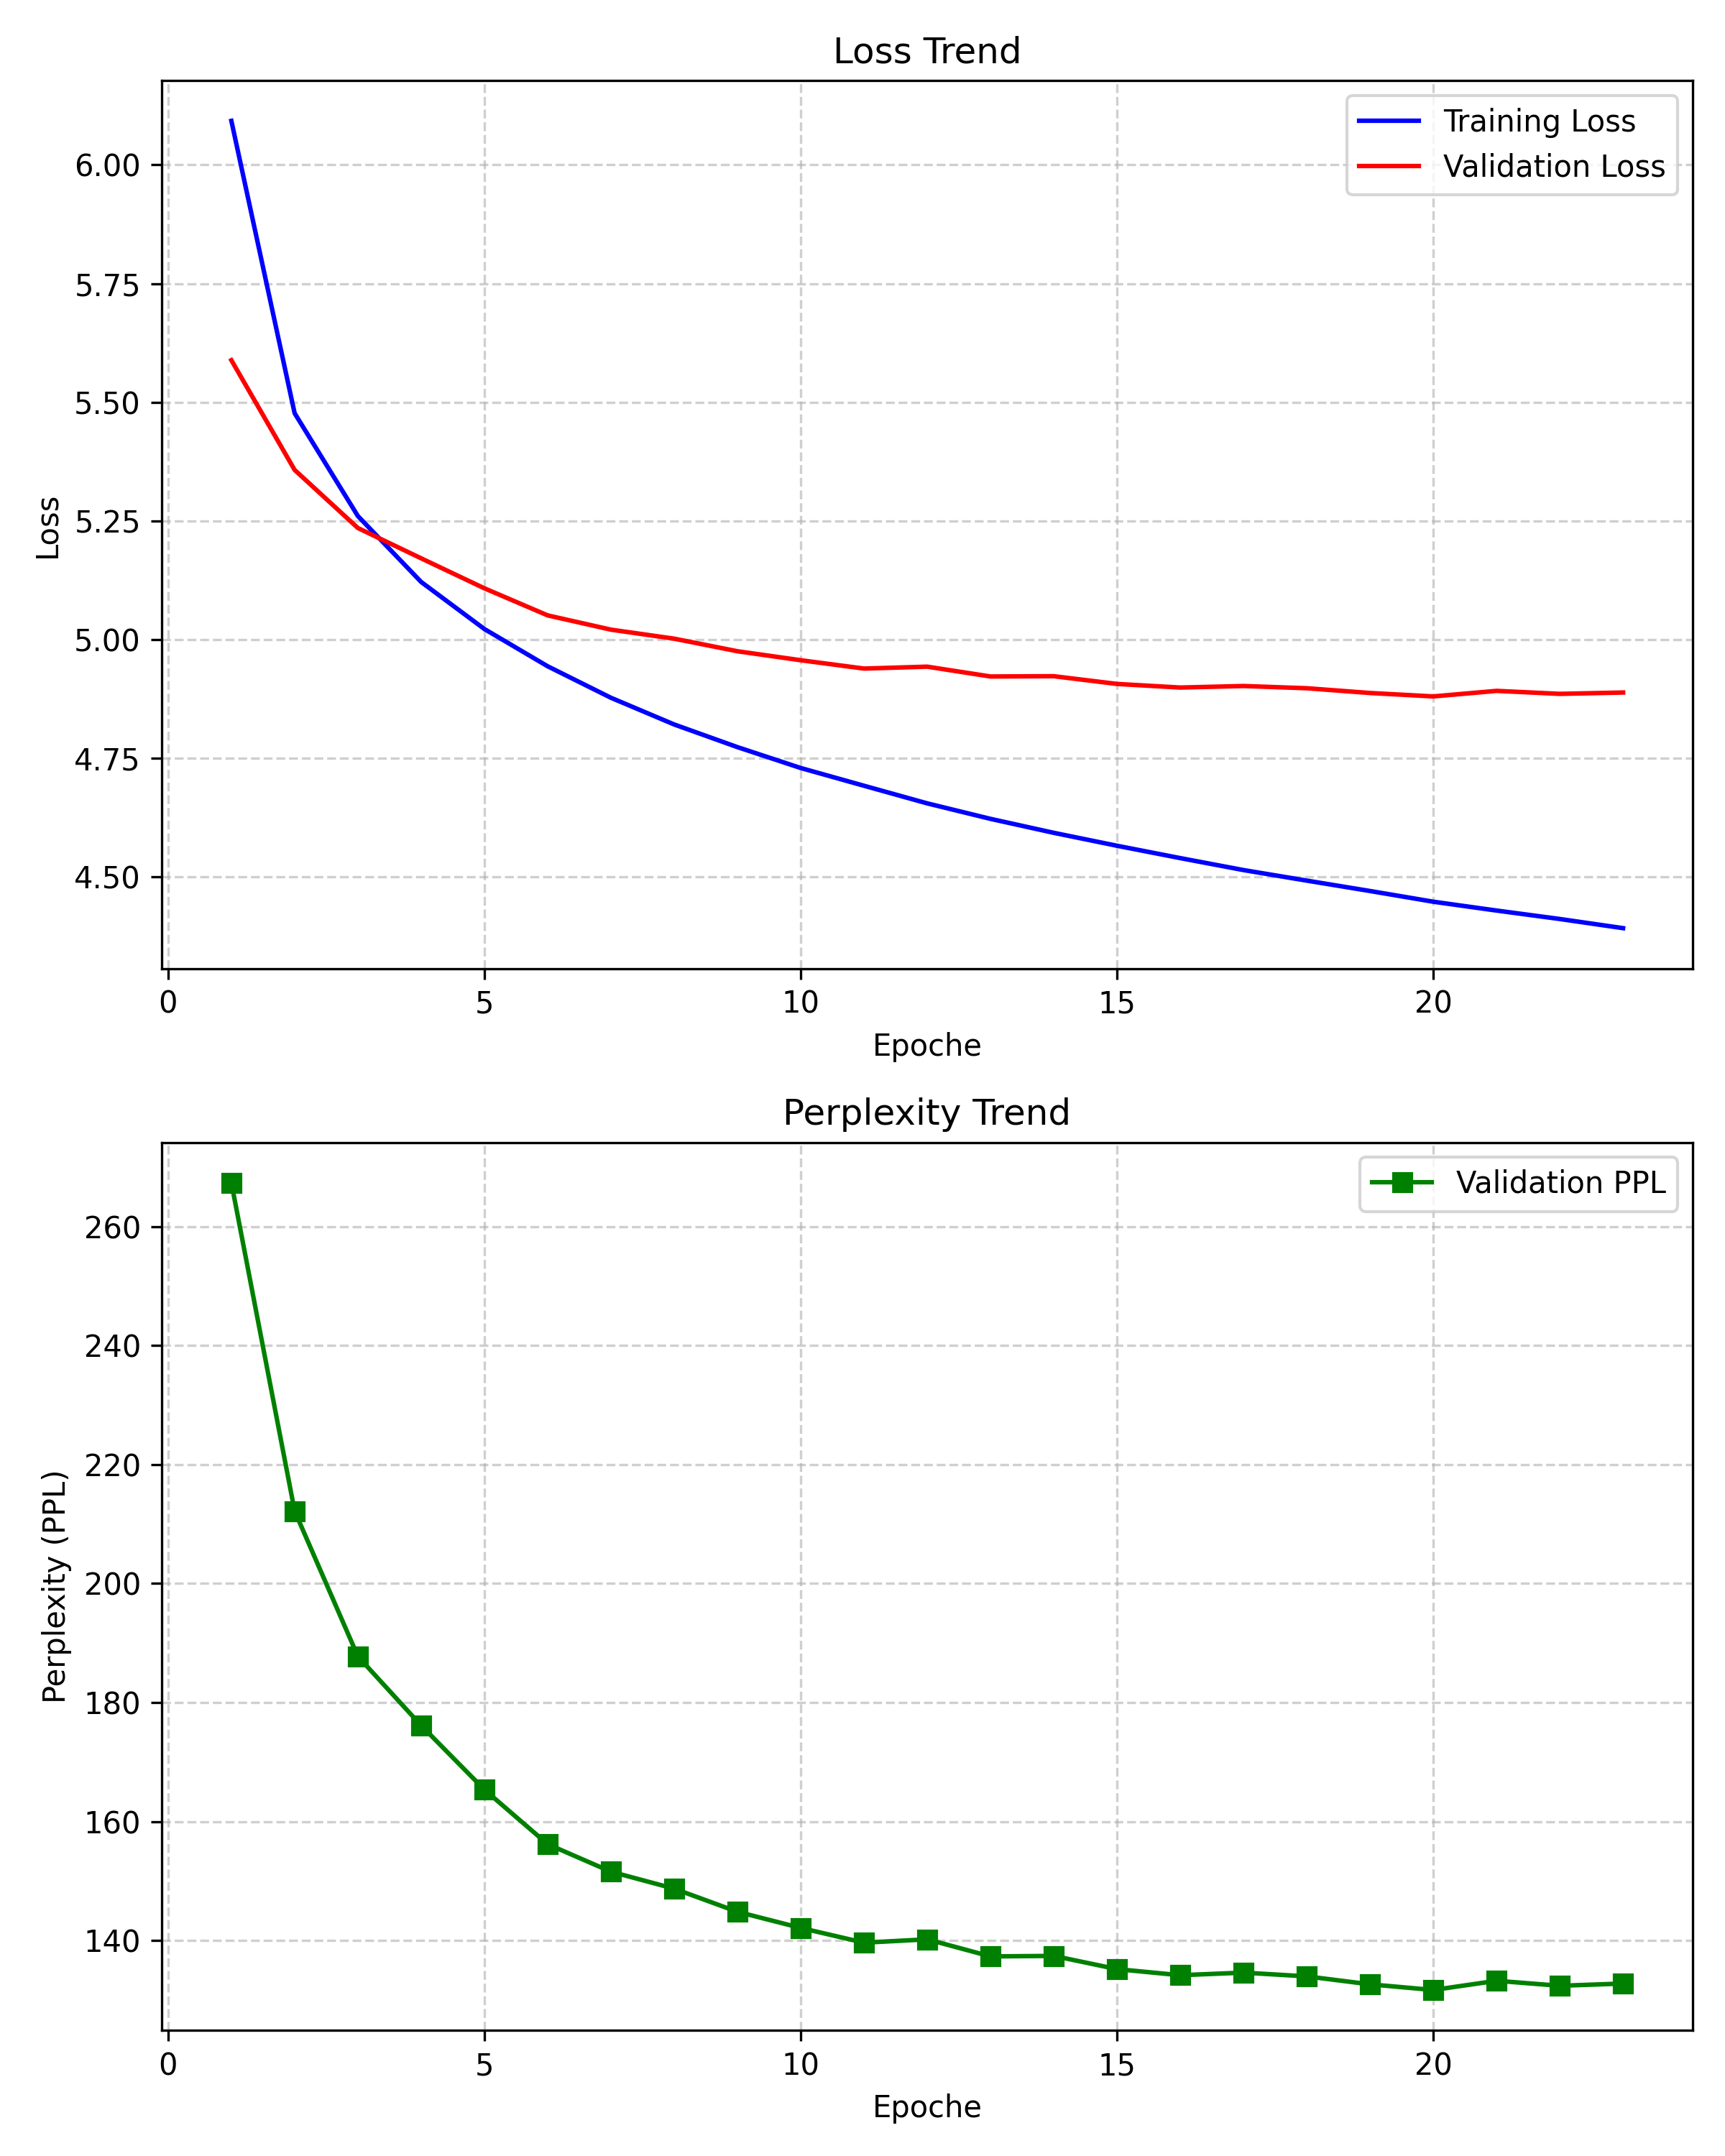 Loss Trend
Training Loss
Validation Loss
6.00
5.75
5.50
5.25
5.00
4.75
4.50
Loss
0 5 10 15 20
Epoche
Perplexity Trend
Validation PPL
260
240
220
200
180
160
140
Perplexity (PPL)
0 5 10 15 20
Epoche